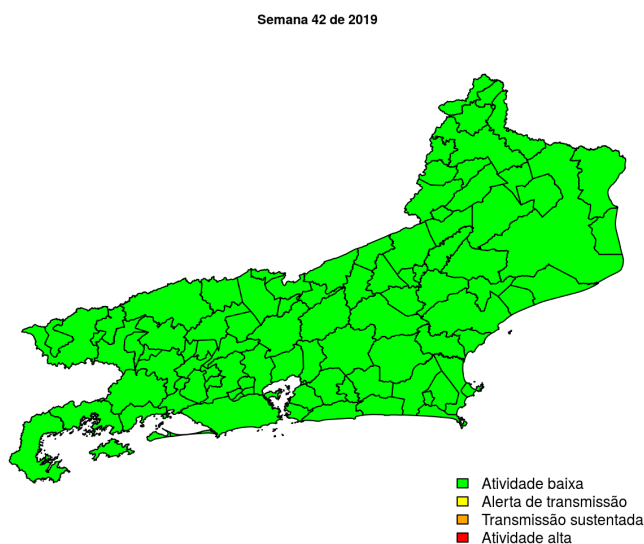 Semana 42 de 2019
Atividade baixa
Alerta de transmissão
Transmissão sustentada
Atividade alta